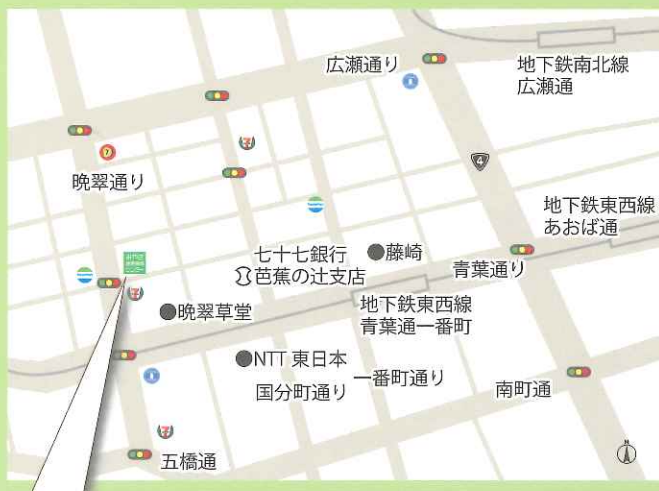 広瀬通り
地下鉄南北線
広瀬通
7
晩翠通り
4
地下鉄東西線
あおば通
七十七銀行
芭蕉の辻支店
藤崎
青葉通り
晩翠草堂
地下鉄東西線
青葉通一番町
NTT 東日本
国分町通り
一番町通り
南町通
五橋通
N